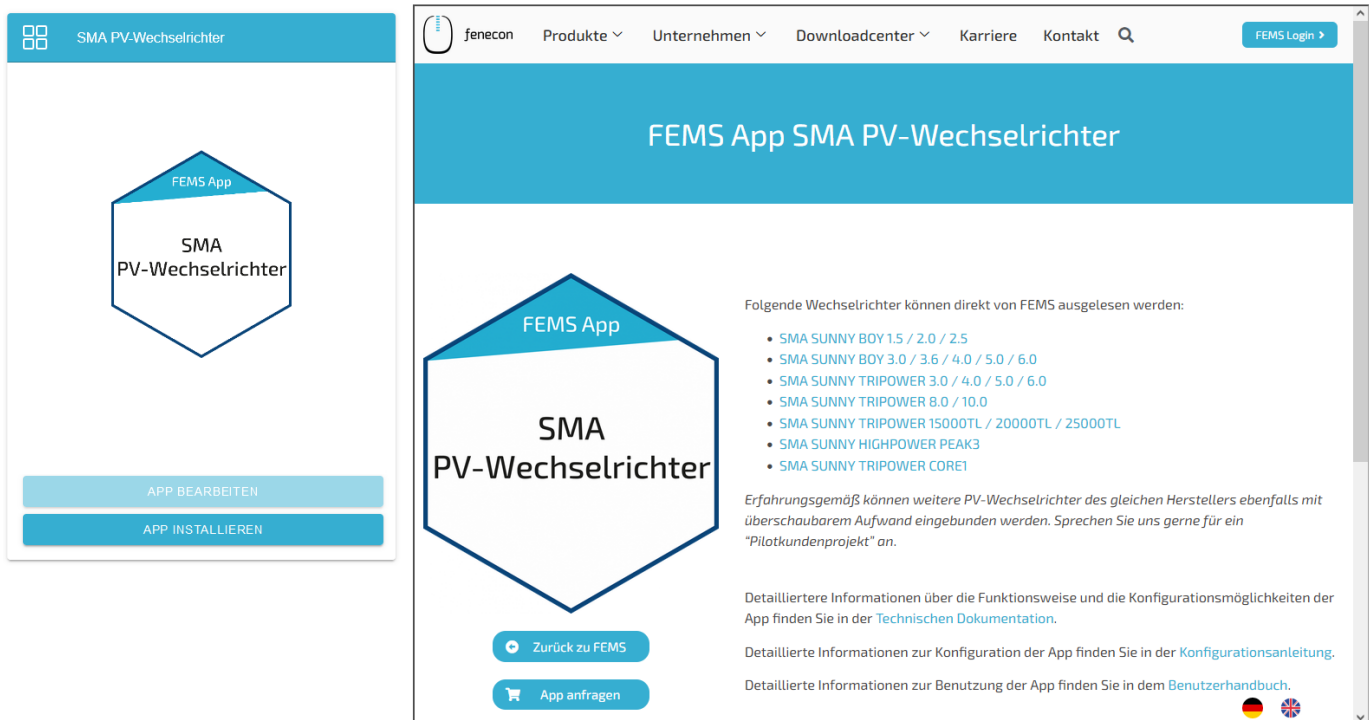 SMA PV-Wechselrichter
FEMS App
SMA
PV-Wechselrichter
APP BEARBEITEN
APP INSTALLIEREN
fenecon Produkte Unternehmen Downloadcenter Karriere Kontakt FEMS Login
FEMS App SMA PV-Wechselrichter
FEMS App
SMA
PV-Wechselrichter
Zurück zu FEMS
App anfragen
Folgende Wechselrichter können direkt von FEMS ausgelesen werden:
• SMA SUNNY BOY 1.5 / 2.0 / 2.5
• SMA SUNNY BOY 3.0 / 3.6 / 4.0 / 5.0 / 6.0
• SMA SUNNY TRIPOWER 3.0 / 4.0 / 5.0 / 6.0
• SMA SUNNY TRIPOWER 8.0 / 10.0
• SMA SUNNY TRIPOWER 15000TL / 20000TL / 25000TL
• SMA SUNNY HIGHPOWER PEAK3
• SMA SUNNY TRIPOWER CORE1
Erfahrungsgemäß können weitere PV-Wechselrichter des gleichen Herstellers ebenfalls mit
überschaubarem Aufwand eingebunden werden. Sprechen Sie uns gerne für ein
"Pilotkundenprojekt" an.
Detailliertere Informationen über die Funktionsweise und die Konfigurationsmöglichkeiten der
App finden Sie in der Technischen Dokumentation.
Detaillierte Informationen zur Konfiguration der App finden Sie in der Konfigurationsanleitung.
Detaillierte Informationen zur Benutzung der App finden Sie in dem Benutzerhandbuch.